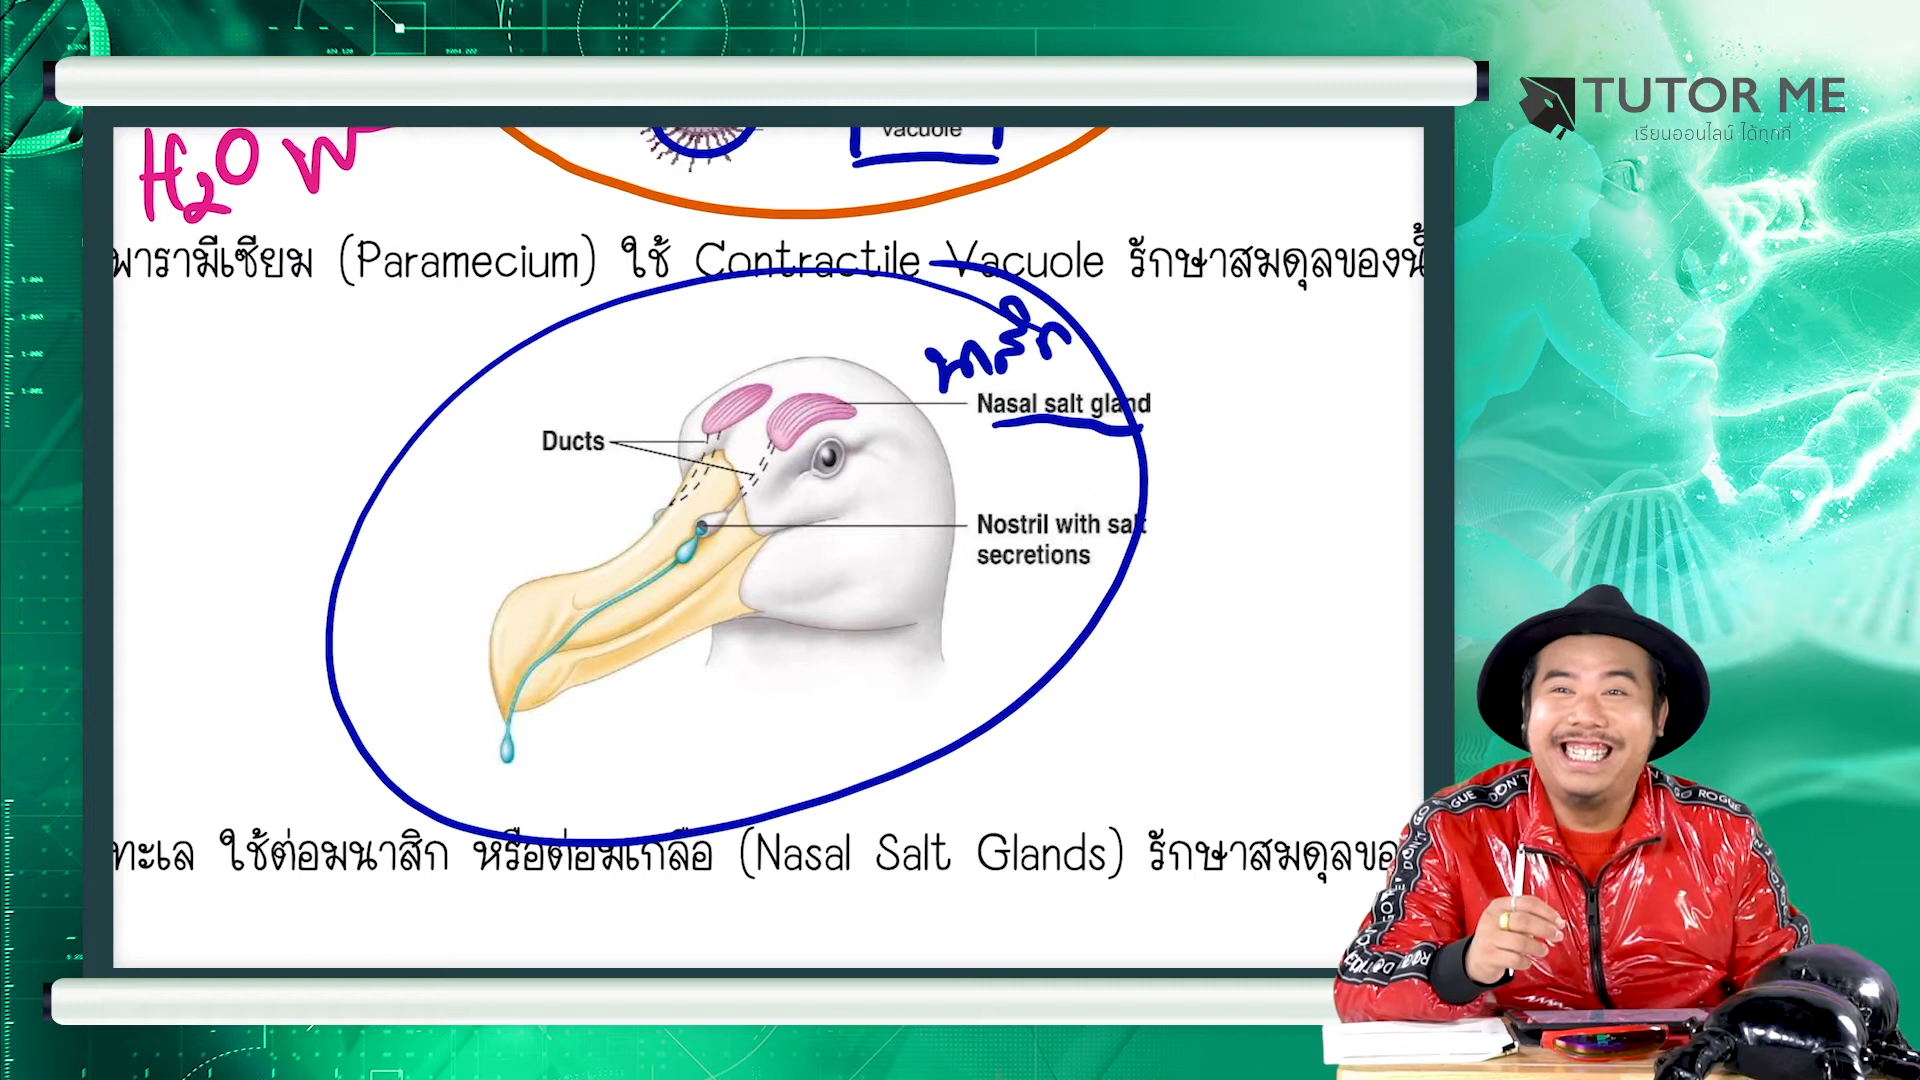 TUTOR ME
เรียนออนไลน์ ได้ทุกที่
H₂O
vacuole
พารามีเซียม (Paramecium) ใช้ Contractile Vacuole รักษาสมดุลของน้ำ
นาสิก
Nasal salt gland
Ducts
Nostril with salt
secretions
ทะเล ใช้ต่อมนาสิก หรือต่อมเกลือ (Nasal Salt Glands) รักษาสมดุลขอ